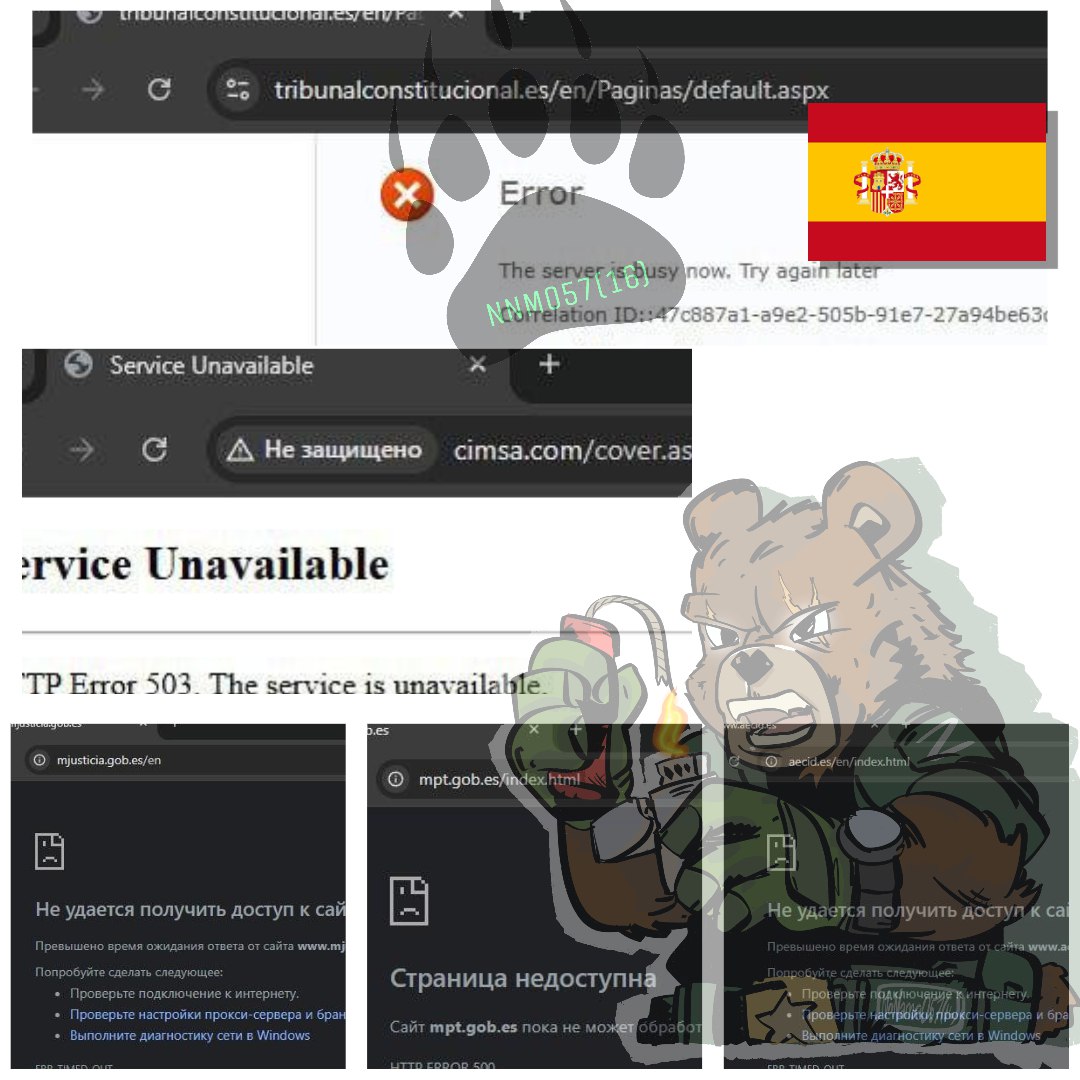 tribunalconstitucional.es/en/Pa
tribunalconstitucional.es/en/Paginas/default.aspx
Error
The server is busy now. Try again later
NNM057(16)
Correlation ID::47c887a1-a9e2-505b-91e7-27a94be63
Service Unavailable
Не защищено cimsa.com/cover.as
ervice Unavailable
TP Error 503. The service is unavailable.
mjusticia.gob.es
mjusticia.gob.es/en
Не удается получить доступ к сай
Превышено время ожидания ответа от сайта www.mj
Попробуйте сделать следующее:
Проверьте подключение к интернету.
Проверьте настройки прокси-сервера и бран
Выполните диагностику сети в Windows
ERR_TIMED_OUT
o.es
mpt.gob.es/index.html
Страница недоступна
Сайт mpt.gob.es пока не может обработ
HTTP ERROR 500
ww.aecid.es
aecid.es/en/index.html
Не удается получить доступ к сай
Превышено время ожидания ответа от сайта www.ae
Попробуйте сделать следующее:
Проверьте подключение к интернету.
Проверьте настройки прокси-сервера и бра
Выполните диагностику сети в Windows
ERR_TIMED_OUT